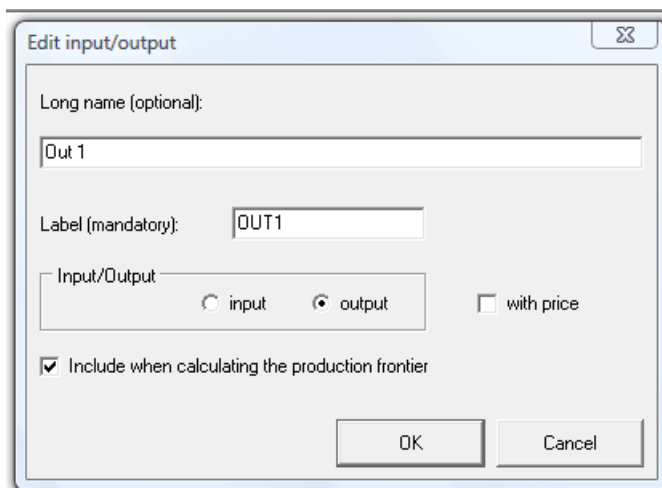 Edit input/output
Long name (optional):
Out 1
Label (mandatory):
OUT1
Input/Output
input
output
with price
Include when calculating the production frontier
OK
Cancel